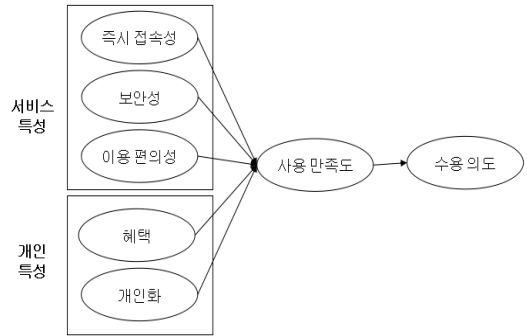 서비스
특성
즉시 접속성
보안성
이용 편의성
사용 만족도
수용 의도
개인
특성
혜택
개인화